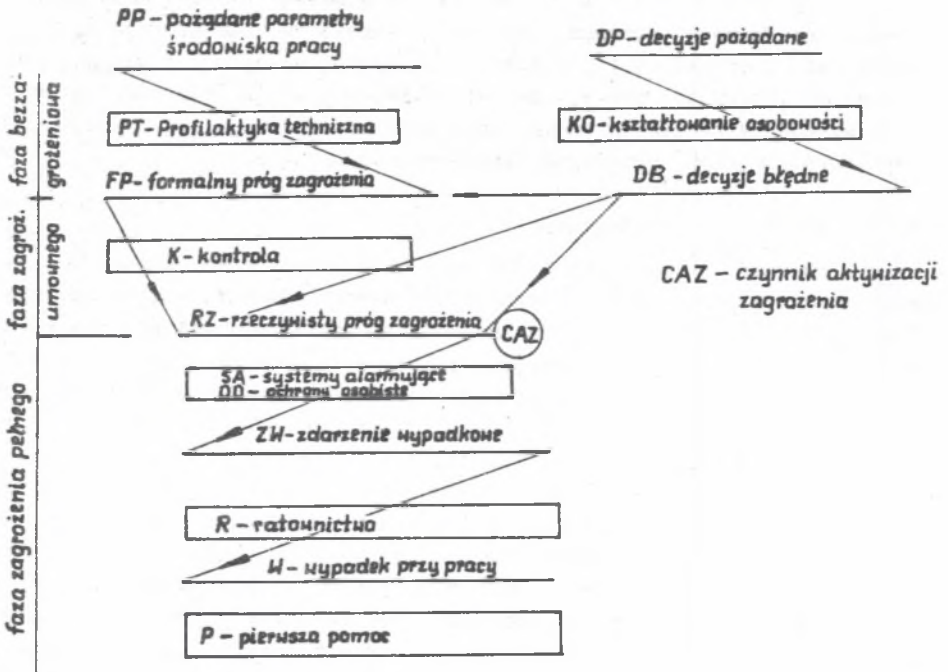 PP – pożądane parametry
środowiska pracy
DP – decyzje pożądane
faza bezza-
grożeniowa
PT – Profilaktyka techniczna
KO – kształtowanie osobowości
FP – formalny próg zagrożenia
DB – decyzje błędne
faza zagroż.
umownego
K – kontrola
CAZ – czynnik aktywizacji
zagrożenia
RZ – rzeczywisty próg zagrożenia
CAZ
faza zagrożenia pełnego
SA – systemy alarmujące
OO – ochrony osobiste
ZW – zdarzenie wypadkowe
R – ratownictwo
W – wypadek przy pracy
P – pierwsza pomoc